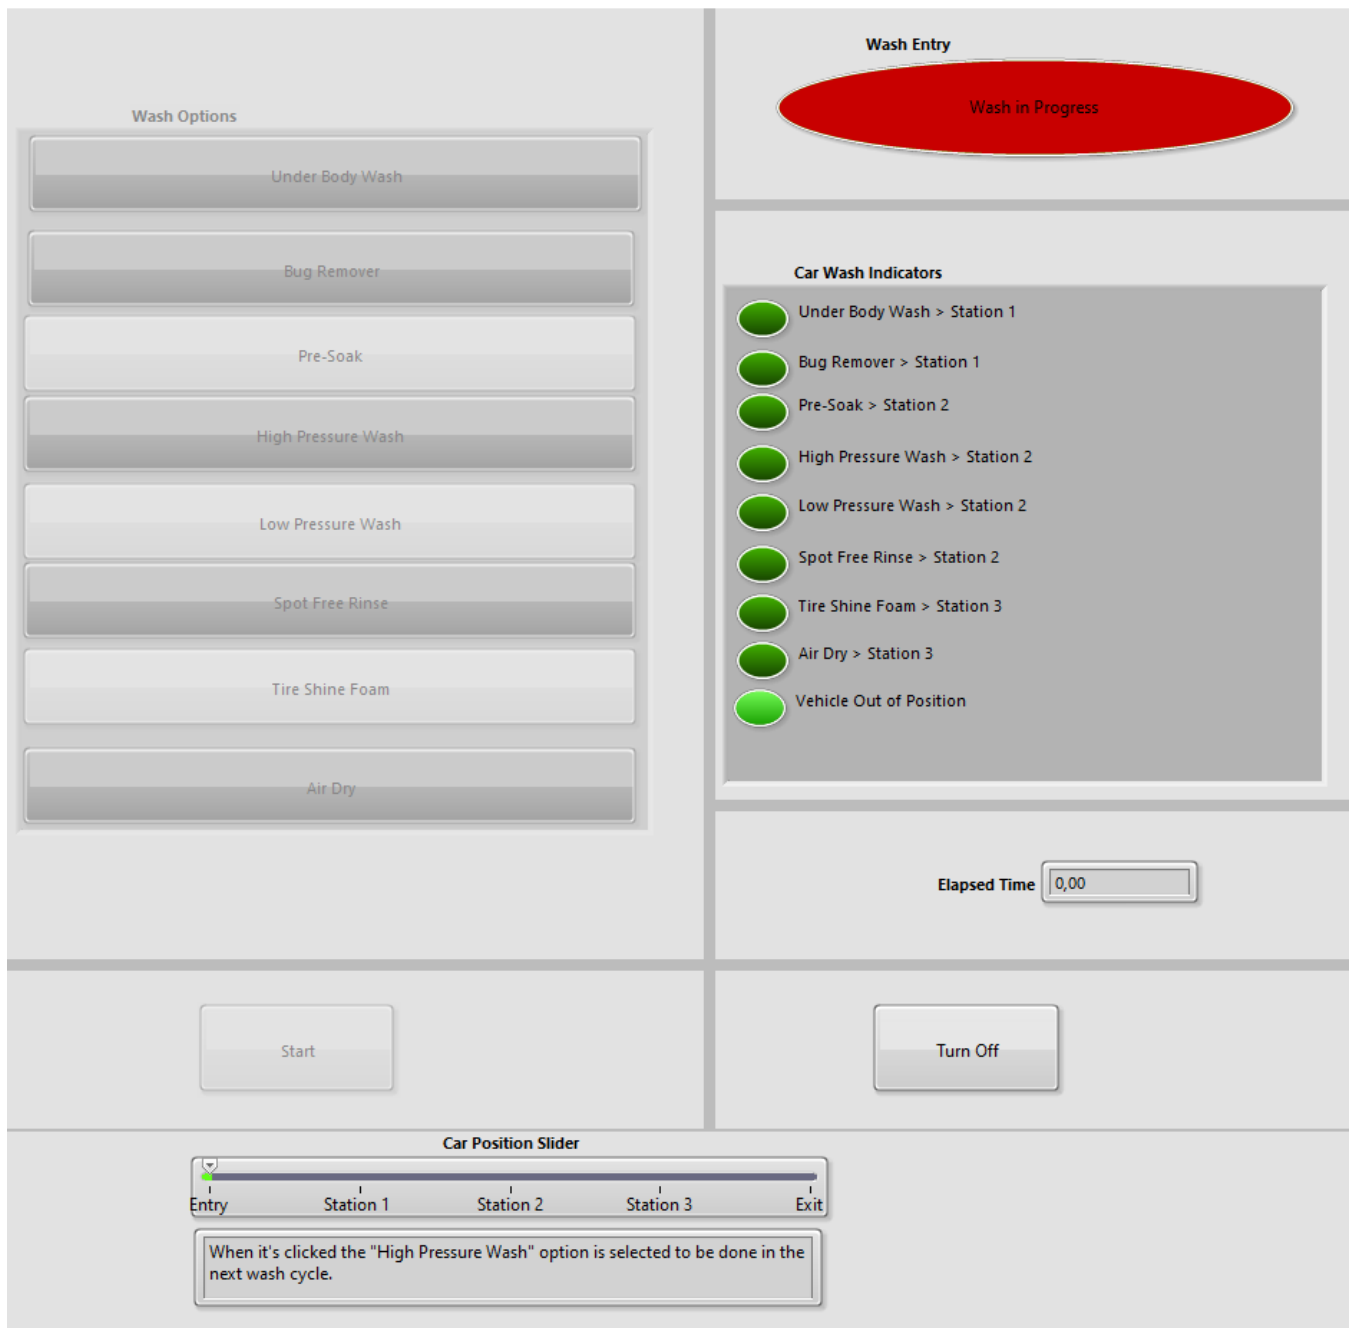 Wash Options
Under Body Wash
Bug Remover
Pre-Soak
High Pressure Wash
Low Pressure Wash
Spot Free Rinse
Tire Shine Foam
Air Dry
Wash Entry
Wash in Progress
Car Wash Indicators
Under Body Wash > Station 1
Bug Remover > Station 1
Pre-Soak > Station 2
High Pressure Wash > Station 2
Low Pressure Wash > Station 2
Spot Free Rinse > Station 2
Tire Shine Foam > Station 3
Air Dry > Station 3
Vehicle Out of Position
Elapsed Time 0,00
Start
Turn Off
Car Position Slider
Entry Station 1 Station 2 Station 3 Exit
When it's clicked the "High Pressure Wash" option is selected to be done in the
next wash cycle.